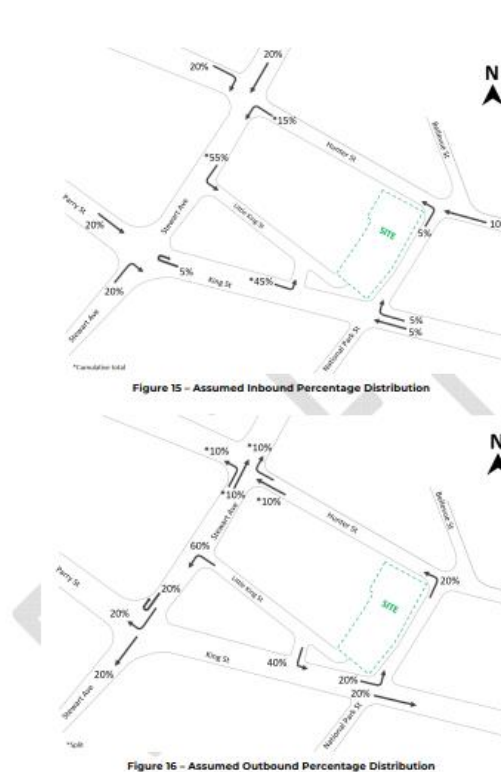 20%
20%
N
*15%
Hunter St
Bellevue St
*55%
Parry St
20%
Stewart Ave
Little King St
SITE
5%
10
20%
5%
King St
*45%
5%
5%
Stewart Ave
National Park St
*Cumulative total
Figure 15 – Assumed Inbound Percentage Distribution
*10%
*10%
N
*10%
*10%
Stewart Ave
Hunter St
Bellevue St
60%
Parry St
20%
Little King St
20%
SITE
20%
King St
40%
20%
20%
20%
Stewart Ave
National Park St
*Split
Figure 16 – Assumed Outbound Percentage Distribution